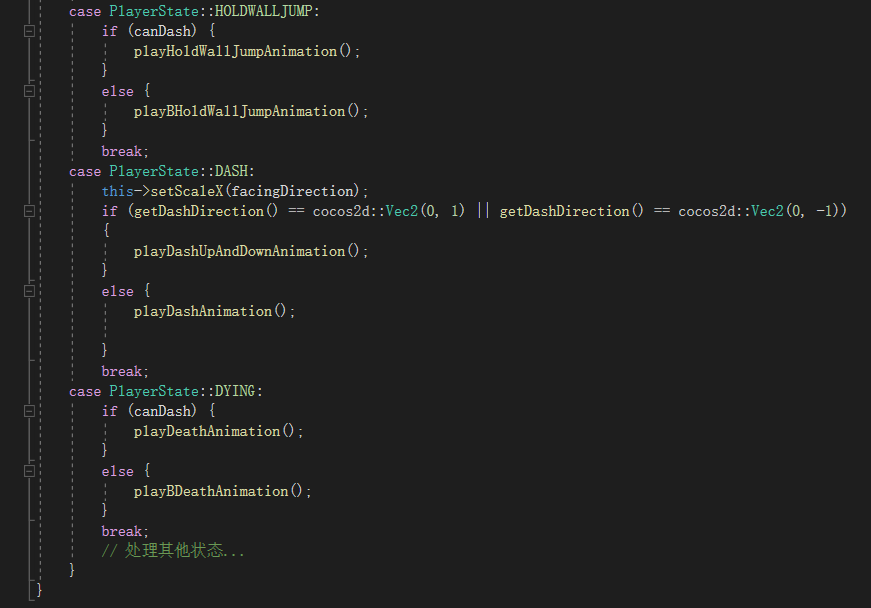 case PlayerState::HOLDWALLJUMP:
if (canDash) {
playHoldWallJumpAnimation();
}
else {
playBHoldWallJumpAnimation();
}
break;
case PlayerState::DASH:
this->setScaleX(facingDirection);
if (getDashDirection() == cocos2d::Vec2(0, 1) || getDashDirection() == cocos2d::Vec2(0, -1))
{
playDashUpAndDownAnimation();
}
else {
playDashAnimation();
}
break;
case PlayerState::DYING:
if (canDash) {
playDeathAnimation();
}
else {
playBDeathAnimation();
}
break;
// 处理其他状态...
}
}